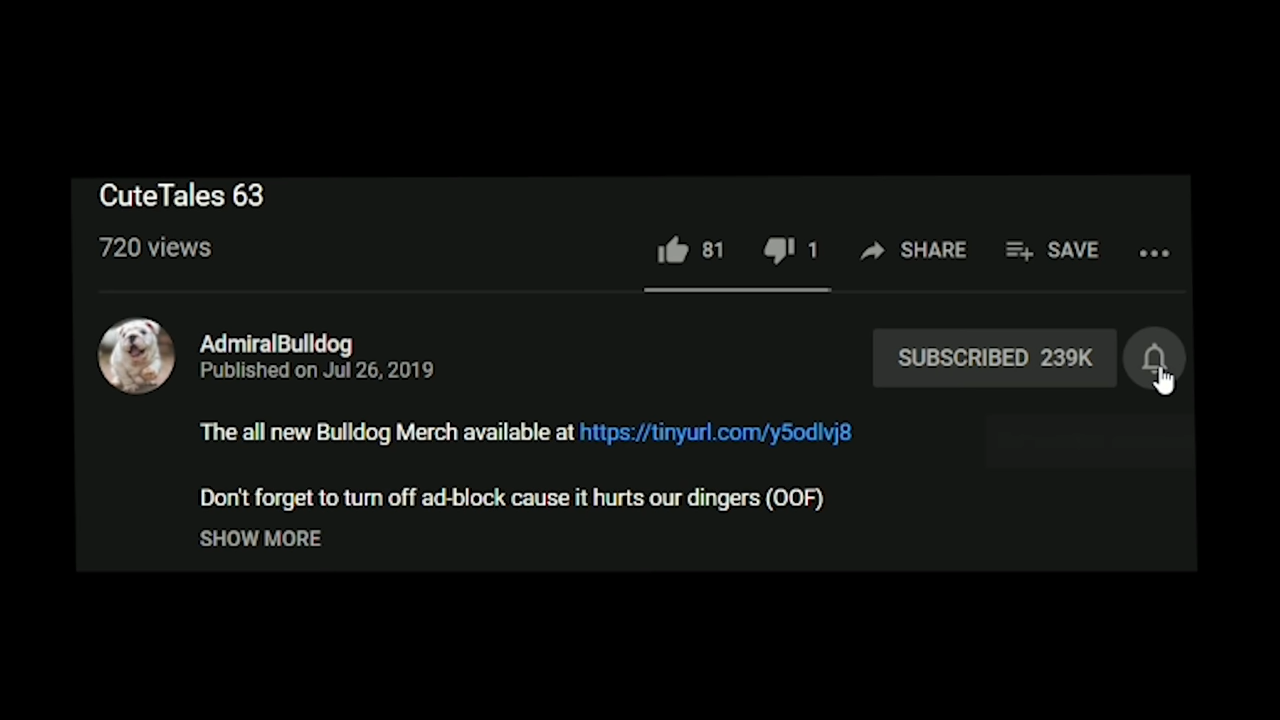 CuteTales 63
720 views
81 1 SHARE SAVE
AdmiralBulldog
Published on Jul 26, 2019
SUBSCRIBED 239K
The all new Bulldog Merch available at https://tinyurl.com/y5odlvj8
Don't forget to turn off ad-block cause it hurts our dingers (OOF)
SHOW MORE